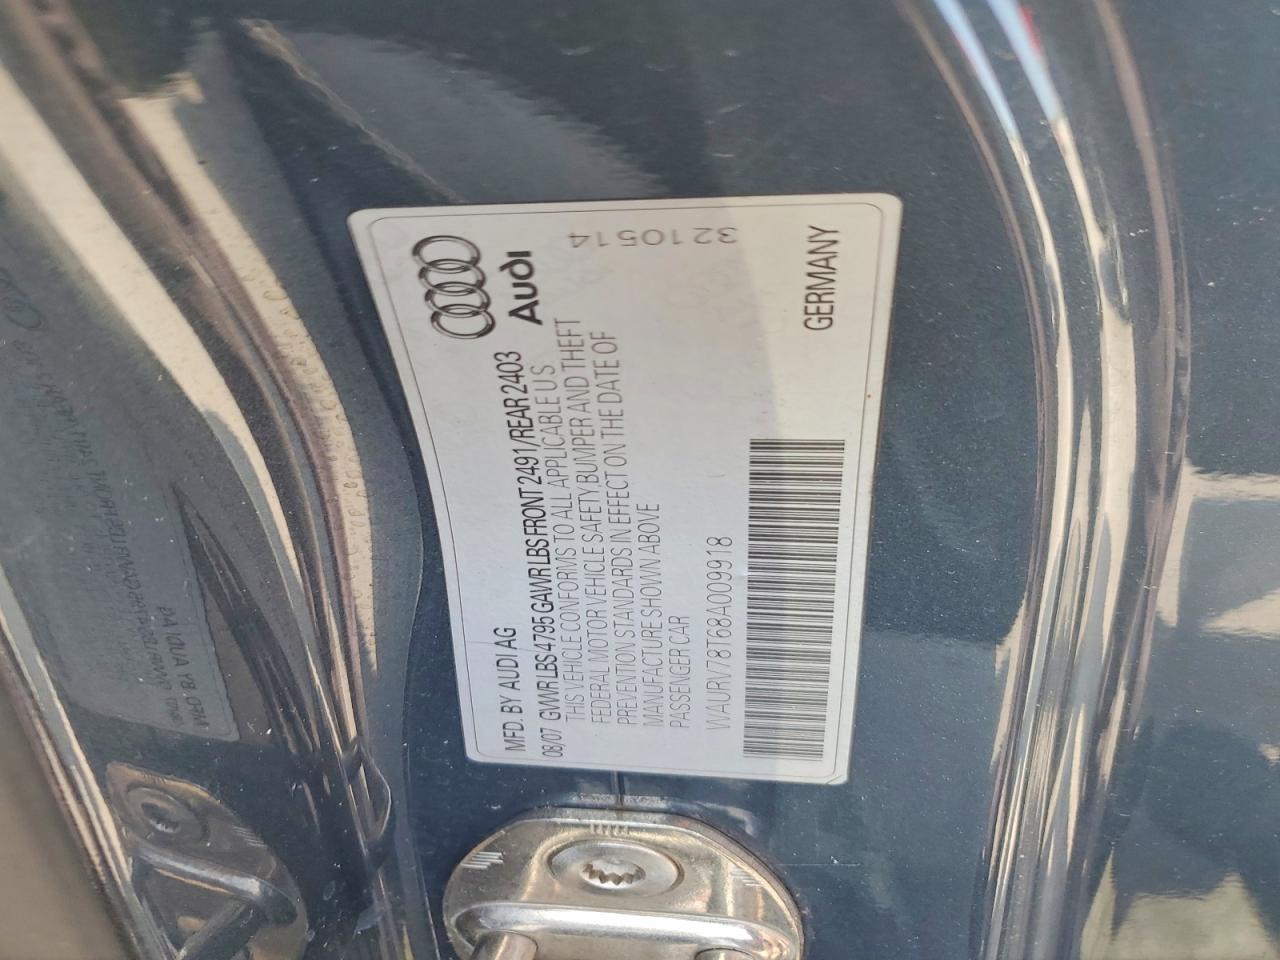 Audi
MFD. BY AUDI AG
08/07 GVWR LBS 4795 GAWR LBS FRONT 2491/REAR 2403
THIS VEHICLE CONFORMS TO ALL APPLICABLE U S
FEDERAL MOTOR VEHICLE SAFETY BUMPER AND THEFT
PREVENTION STANDARDS IN EFFECT ON THE DATE OF
MANUFACTURE SHOWN ABOVE
PASSENGER CAR
WAURV78T68A009918
3210514
GERMANY